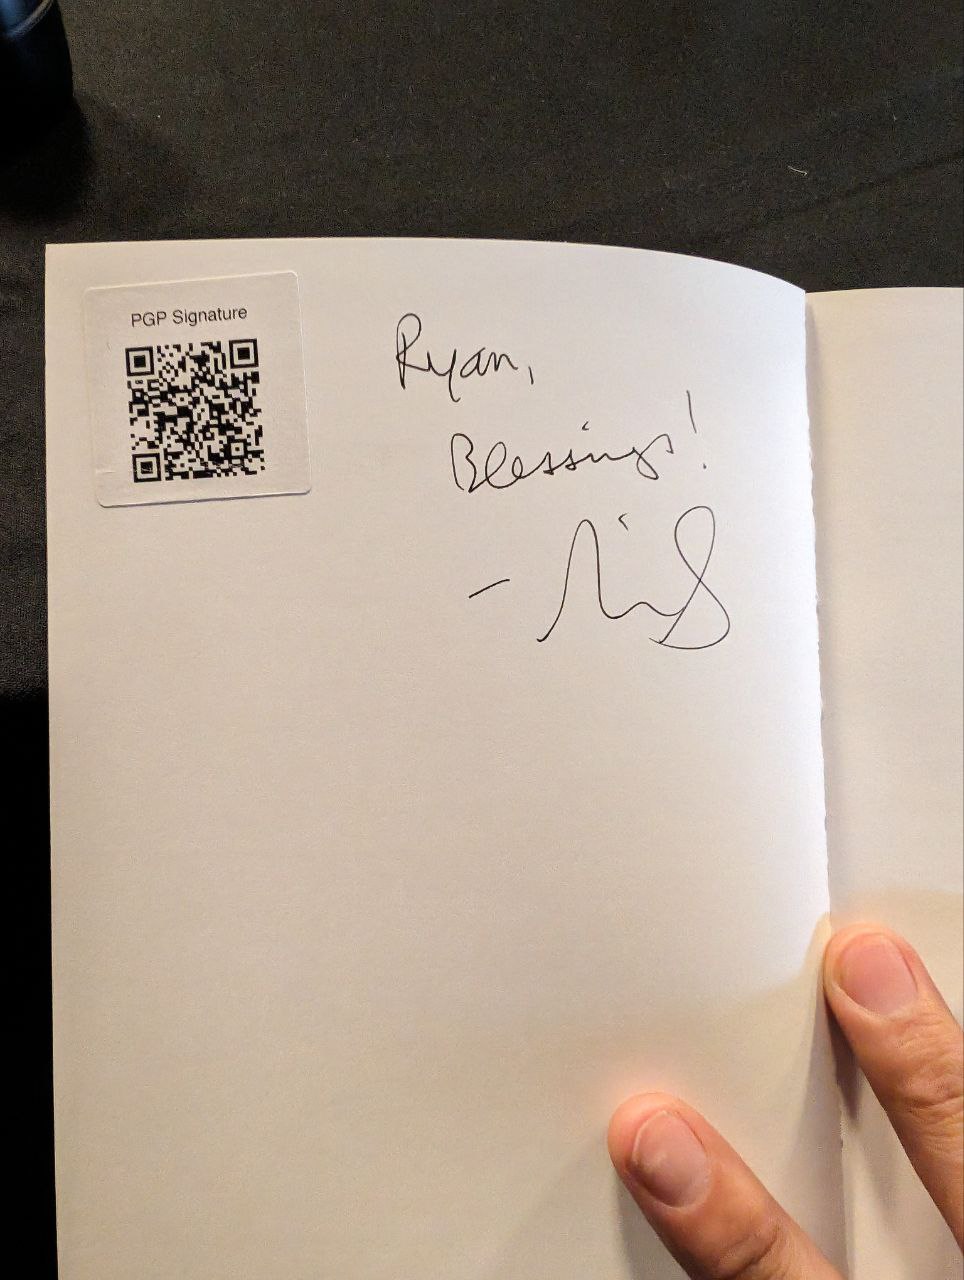 PGP Signature
Ryan,
Blessings!